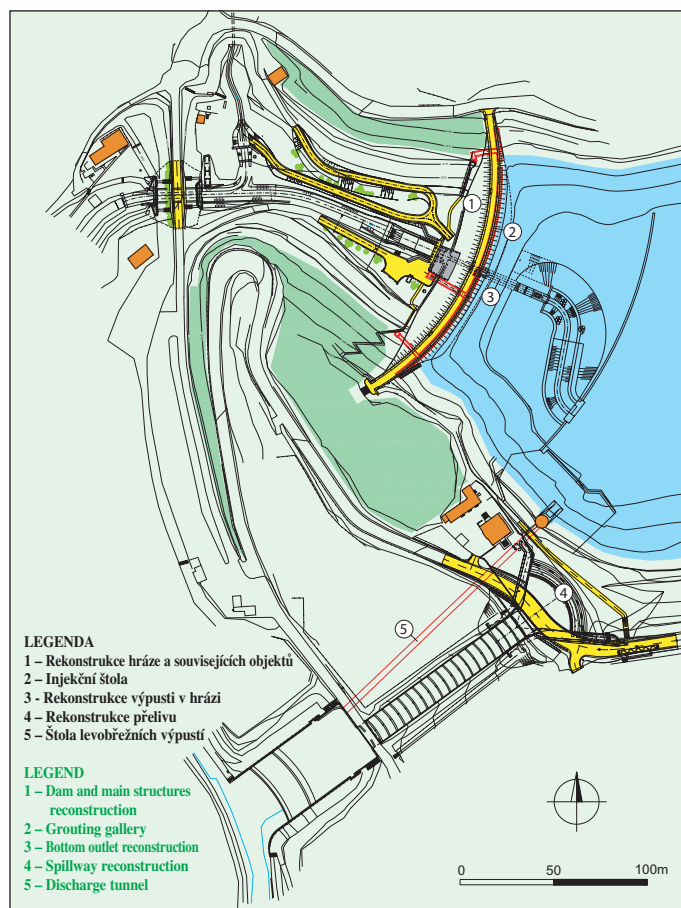 1
2
3
4
5
LEGENDA
1 – Rekonstrukce hráze a souvisejících objektů
2 – Injekční štola
3 - Rekonstrukce výpusti v hrázi
4 – Rekonstrukce přelivu
5 – Štola levobřežních výpustí
LEGEND
1 – Dam and main structures
reconstruction
2 – Grouting gallery
3 – Bottom outlet reconstruction
4 – Spillway reconstruction
5 – Discharge tunnel
0 50 100m